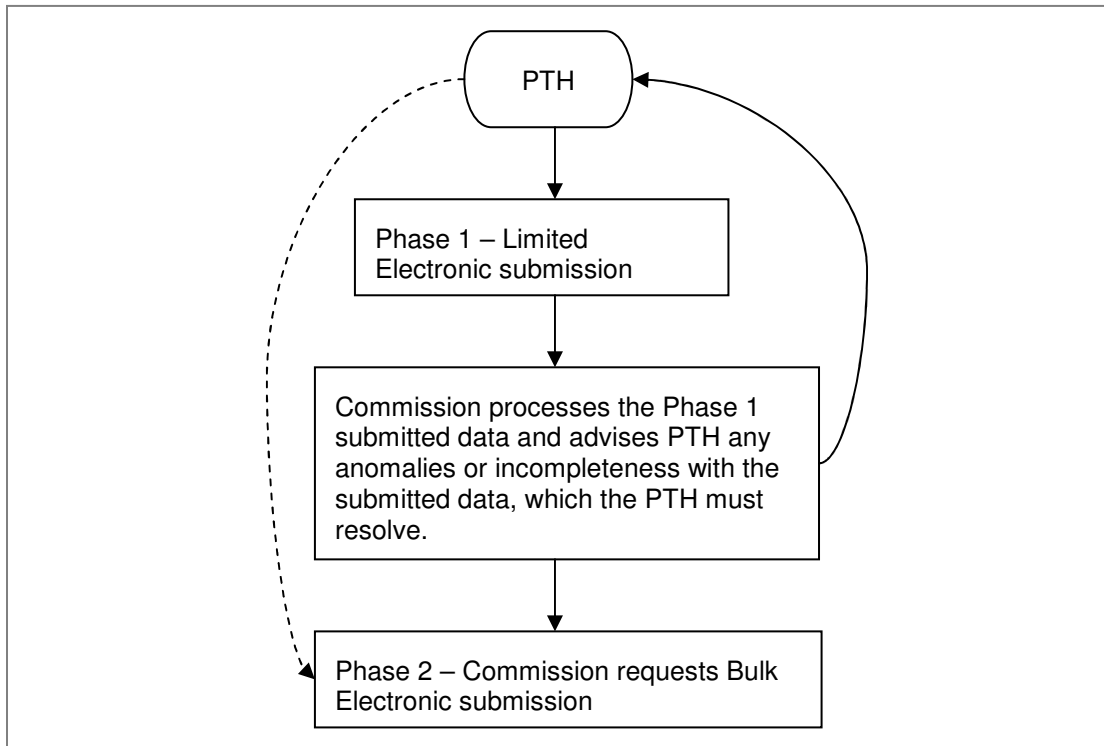 PTH
Phase 1 – Limited
Electronic submission
Commission processes the Phase 1
submitted data and advises PTH any
anomalies or incompleteness with the
submitted data, which the PTH must
resolve.
Phase 2 – Commission requests Bulk
Electronic submission